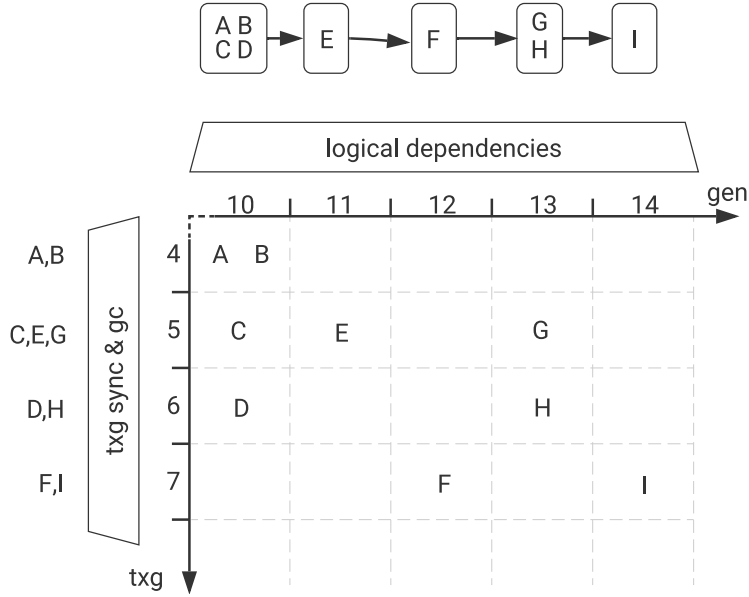 A B
C D
E
F
G
H
I
logical dependencies
gen
10 11 12 13 14
A,B
4
A B
C,E,G
5
C E G
D,H
6
D H
F,I
7
F I
txg sync & gc
txg